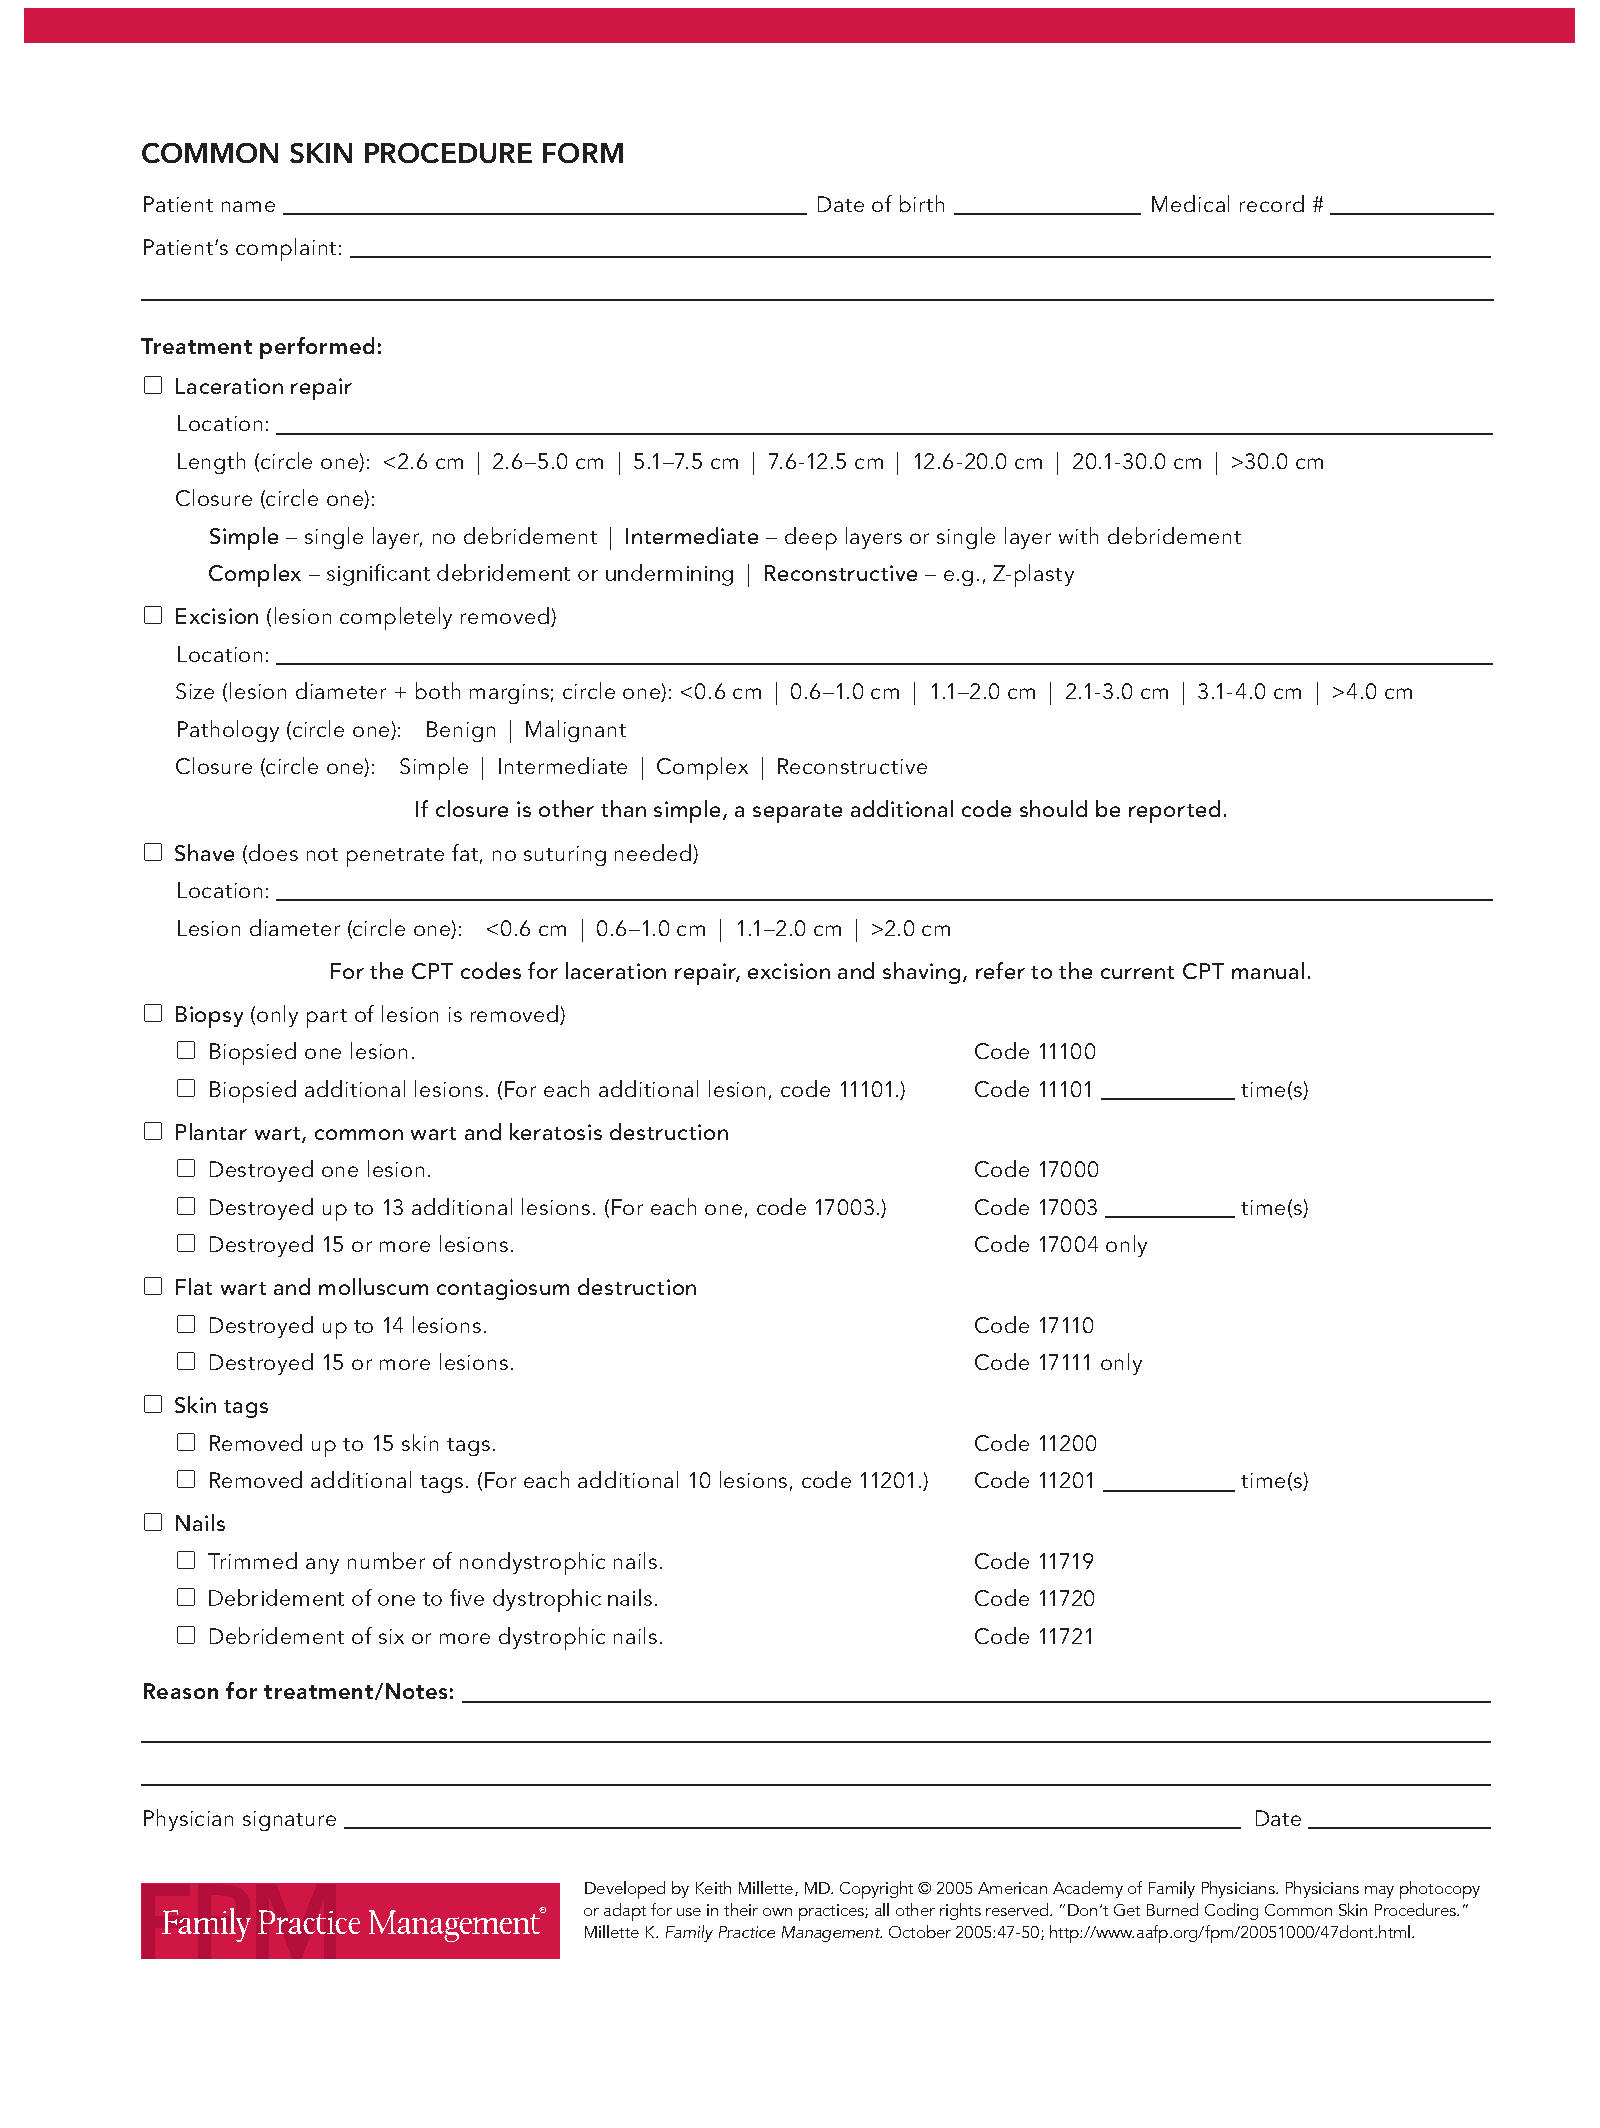 COMMON SKIN PROCEDURE FORM
Patient name Date of birth Medical record #
Patient’s complaint:
Treatment performed:
Laceration repair
Location:
Length (circle one): <2.6 cm | 2.6–5.0 cm | 5.1–7.5 cm | 7.6-12.5 cm | 12.6-20.0 cm | 20.1-30.0 cm | >30.0 cm
Closure (circle one):
Simple – single layer, no debridement | Intermediate – deep layers or single layer with debridement
Complex – significant debridement or undermining | Reconstructive – e.g., Z-plasty
Excision (lesion completely removed)
Location:
Size (lesion diameter + both margins; circle one): <0.6 cm | 0.6–1.0 cm | 1.1–2.0 cm | 2.1-3.0 cm | 3.1-4.0 cm | >4.0 cm
Pathology (circle one): Benign | Malignant
Closure (circle one): Simple | Intermediate | Complex | Reconstructive
If closure is other than simple, a separate additional code should be reported.
Shave (does not penetrate fat, no suturing needed)
Location:
Lesion diameter (circle one): <0.6 cm | 0.6–1.0 cm | 1.1–2.0 cm | >2.0 cm
For the CPT codes for laceration repair, excision and shaving, refer to the current CPT manual.
Biopsy (only part of lesion is removed)
Biopsied one lesion. Code 11100
Biopsied additional lesions. (For each additional lesion, code 11101.) Code 11101 time(s)
Plantar wart, common wart and keratosis destruction
Destroyed one lesion. Code 17000
Destroyed up to 13 additional lesions. (For each one, code 17003.) Code 17003 time(s)
Destroyed 15 or more lesions. Code 17004 only
Flat wart and molluscum contagiosum destruction
Destroyed up to 14 lesions. Code 17110
Destroyed 15 or more lesions. Code 17111 only
Skin tags
Removed up to 15 skin tags. Code 11200
Removed additional tags. (For each additional 10 lesions, code 11201.) Code 11201 time(s)
Nails
Trimmed any number of nondystrophic nails. Code 11719
Debridement of one to five dystrophic nails. Code 11720
Debridement of six or more dystrophic nails. Code 11721
Reason for treatment/Notes:
Physician signature Date
FPM
Family Practice Management®
Developed by Keith Millette, MD. Copyright © 2005 American Academy of Family Physicians. Physicians may photocopy
or adapt for use in their own practices; all other rights reserved. “Don’t Get Burned Coding Common Skin Procedures.”
Millette K. Family Practice Management. October 2005:47-50; http://www.aafp.org/fpm/20051000/47dont.html.